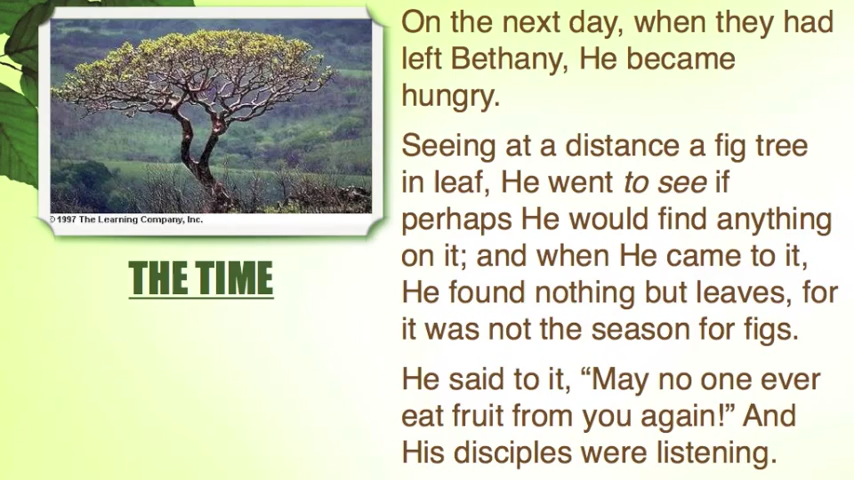 © 1997 The Learning Company, Inc.
THE TIME
On the next day, when they had
left Bethany, He became
hungry.
Seeing at a distance a fig tree
in leaf, He went to see if
perhaps He would find anything
on it; and when He came to it,
He found nothing but leaves, for
it was not the season for figs.
He said to it, “May no one ever
eat fruit from you again!” And
His disciples were listening.